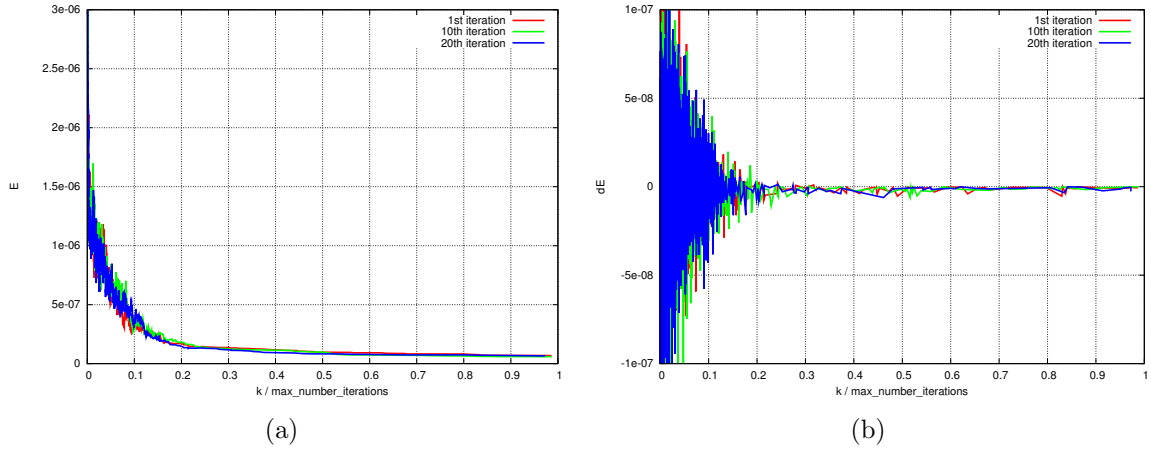 3e-06
2.5e-06
2e-06
1.5e-06
1e-06
5e-07
0
E
0 0.1 0.2 0.3 0.4 0.5 0.6 0.7 0.8 0.9 1
k / max_number_iterations
1st iteration
10th iteration
20th iteration
(a)
1e-07
5e-08
0
-5e-08
-1e-07
dE
0 0.1 0.2 0.3 0.4 0.5 0.6 0.7 0.8 0.9 1
k / max_number_iterations
1st iteration
10th iteration
20th iteration
(b)